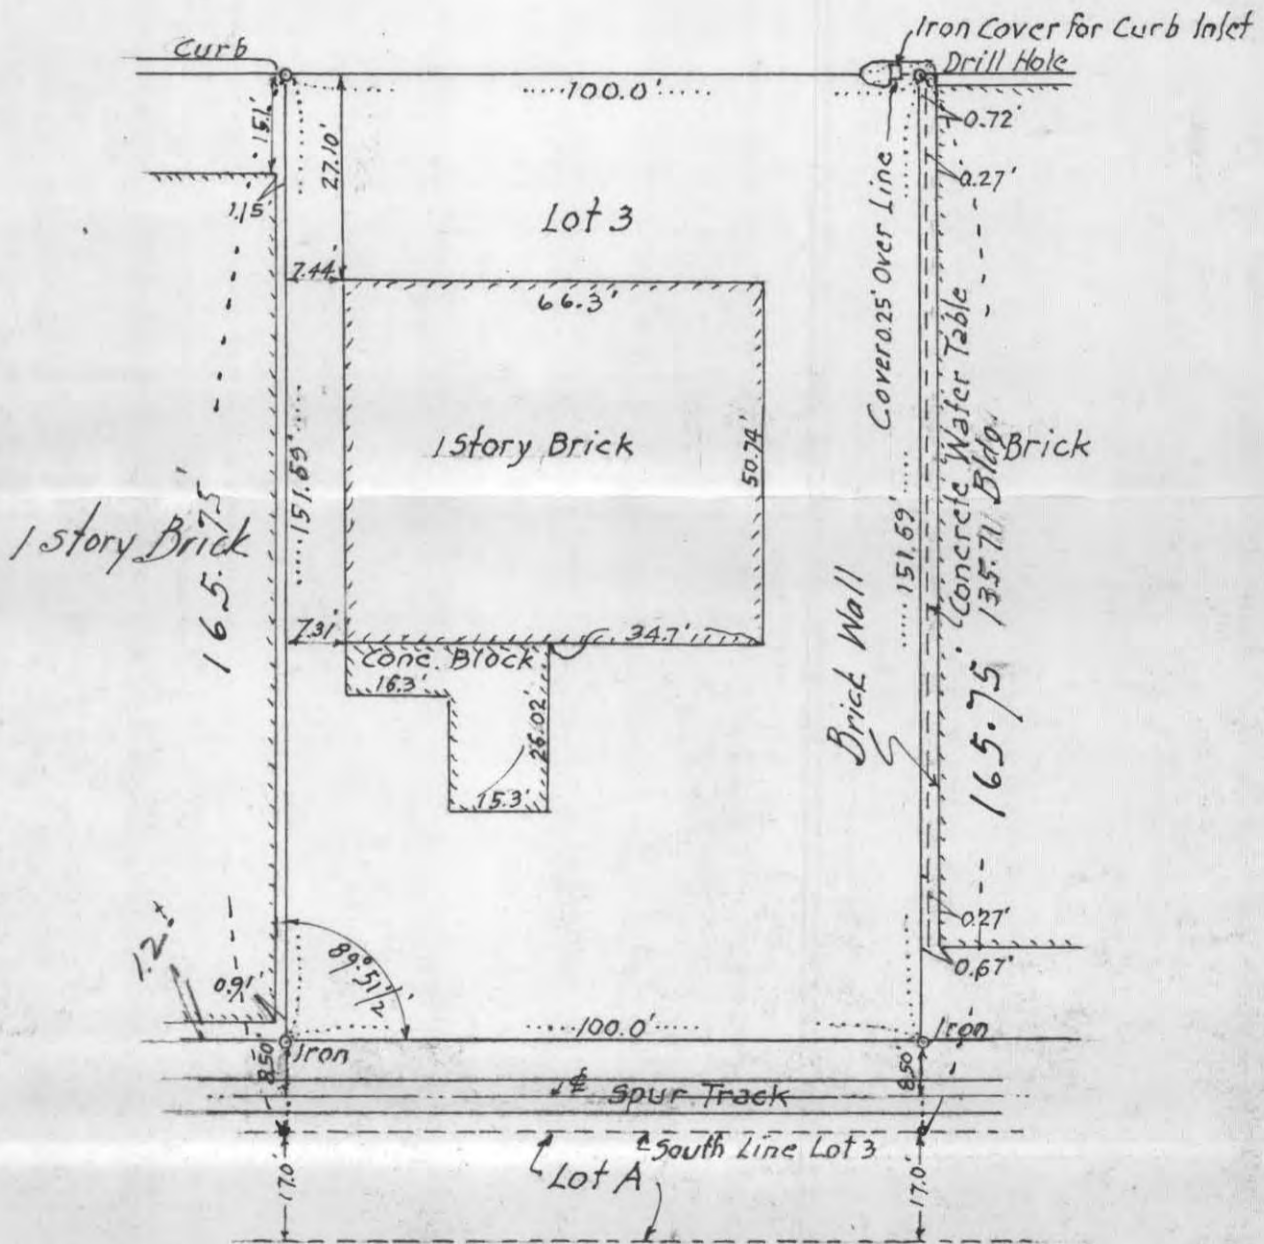 Curb
Iron Cover for Curb Inlet
Drill Hole
100.0'
15.1'
27.10'
0.72'
0.27'
1.15'
Lot 3
Cover 0.25' Over Line
7.44'
66.3'
1 Story Brick
50.74'
Brick
1 Story Brick
165.75'
151.69'
151.69'
Concrete Water Table
135.71' Bldg.
165.75'
Brick Wall
7.31'
34.7'
Conc. Block
16.3'
26.02'
15.3'
0.27'
0.67'
1.2'±
0.91'
89°-51 1/2'
100.0'
Iron
Iron
8.50'
8.50'
℄ Spur Track
South Line Lot 3
Lot A
17.0'
17.0'